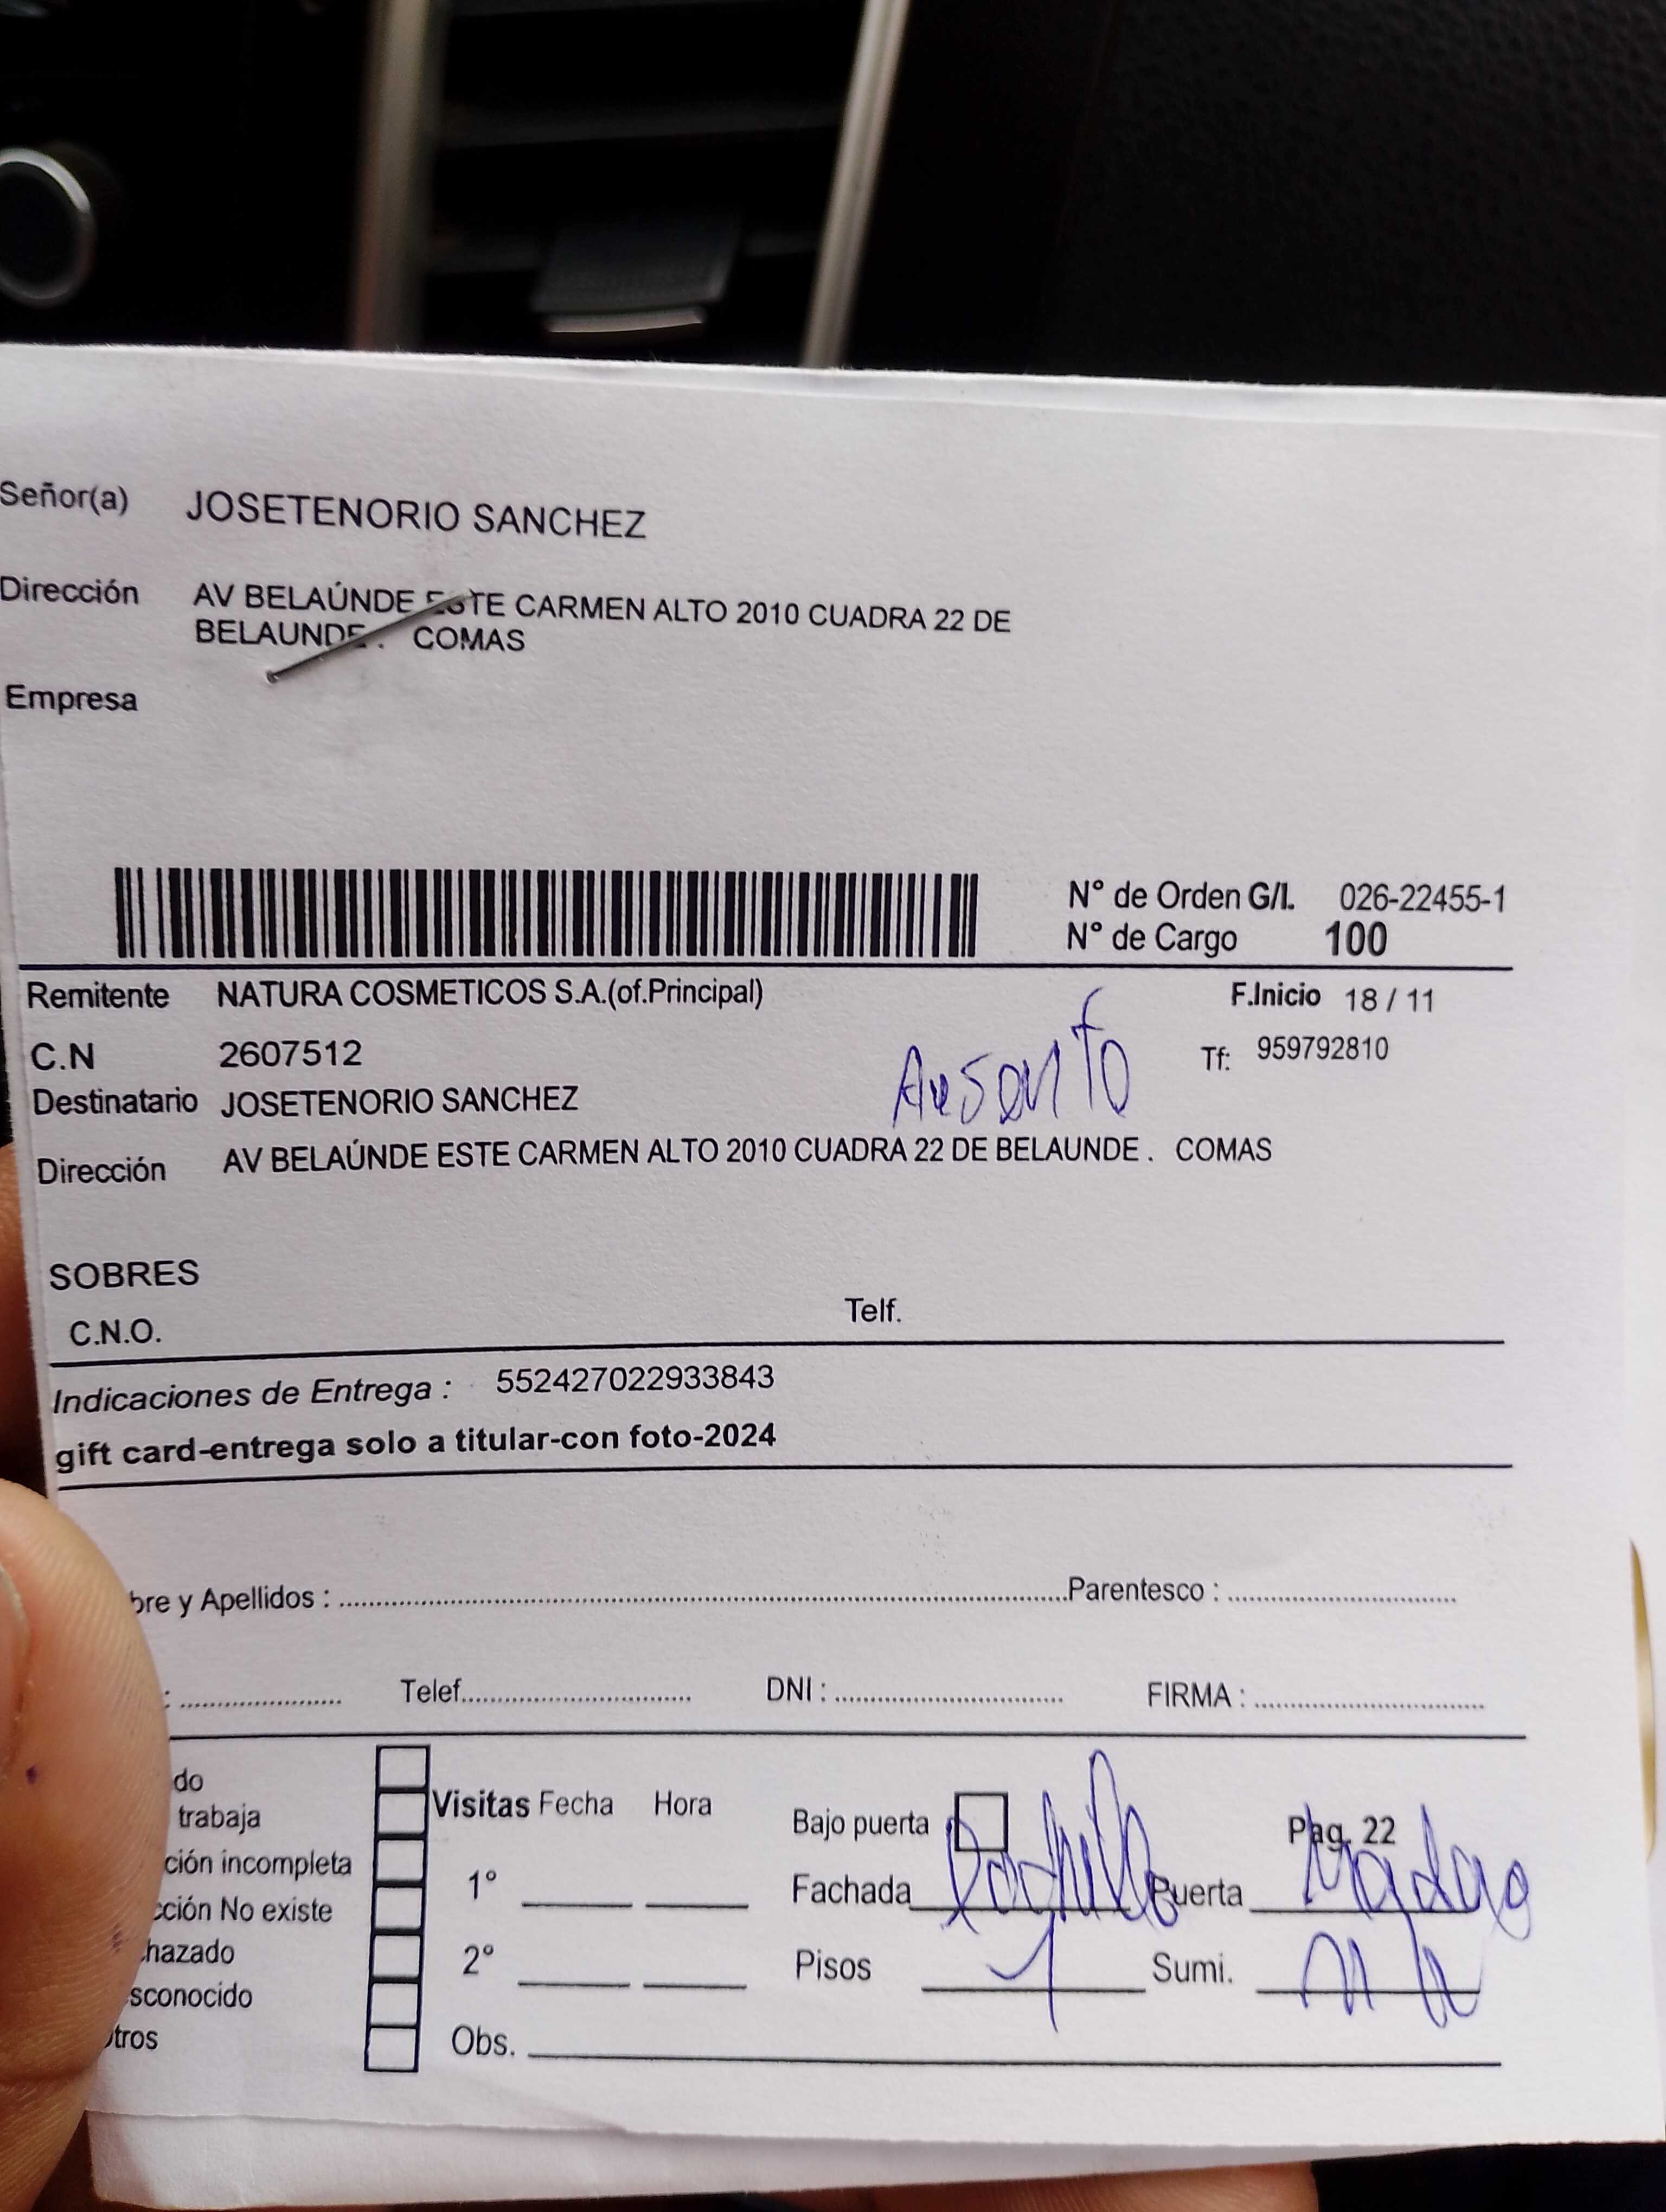 Señor(a) JOSETENORIO SANCHEZ
Dirección AV BELAÚNDE ESTE CARMEN ALTO 2010 CUADRA 22 DE
BELAUNDE . COMAS
Empresa
N° de Orden G/I. 026-22455-1
N° de Cargo 100
Remitente NATURA COSMETICOS S.A.(of.Principal) F.Inicio 18 / 11
C.N 2607512 Tf: 959792810
Ausente
Destinatario JOSETENORIO SANCHEZ
Dirección AV BELAÚNDE ESTE CARMEN ALTO 2010 CUADRA 22 DE BELAUNDE . COMAS
SOBRES
C.N.O. Telf.
Indicaciones de Entrega : 552427022933843
gift card-entrega solo a titular-con foto-2024
bre y Apellidos : Parentesco :
: Telef. DNI : FIRMA :
do
trabaja
Visitas Fecha Hora Bajo puerta Pag. 22
ción incompleta
1° Fachada Ladrillo Puerta Madera
cción No existe
hazado
2° Pisos 1 Sumi.
sconocido
tros
Obs.